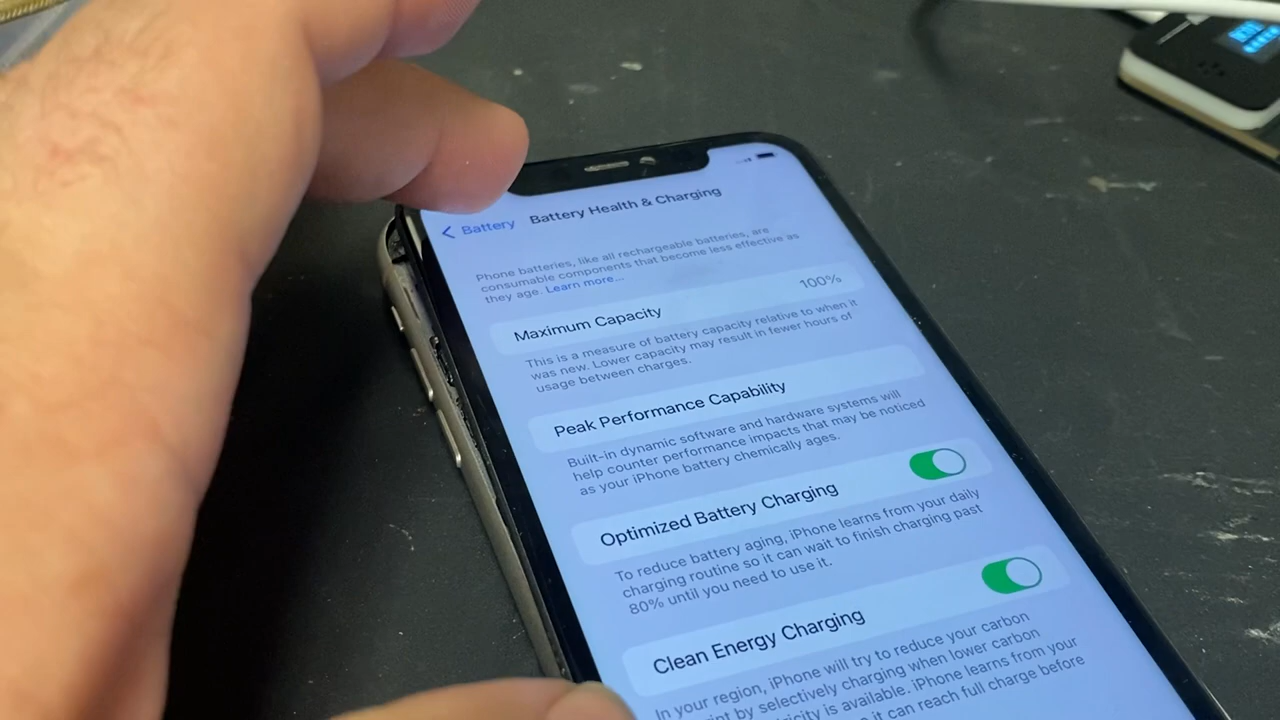 Battery
Battery Health & Charging
Phone batteries, like all rechargeable batteries, are
consumable components that become less effective as
they age. Learn more...
Maximum Capacity
100%
This is a measure of battery capacity relative to when it
was new. Lower capacity may result in fewer hours of
usage between charges.
Peak Performance Capability
Built-in dynamic software and hardware systems will
help counter performance impacts that may be noticed
as your iPhone battery chemically ages.
Optimized Battery Charging
To reduce battery aging, iPhone learns from your daily
charging routine so it can wait to finish charging past
80% until you need to use it.
Clean Energy Charging
In your region, iPhone will try to reduce your carbon
by selectively charging when lower carbon
is available. iPhone learns from your
it can reach full charge before